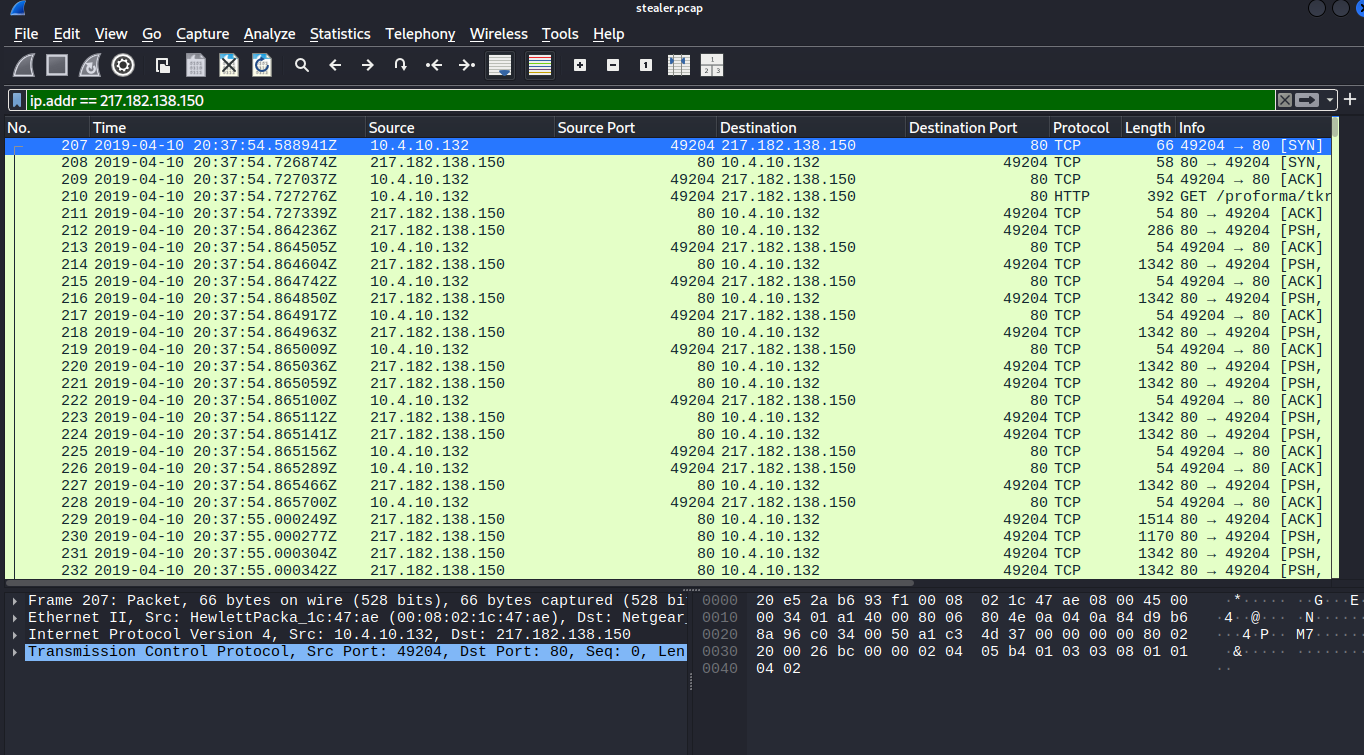 stealer.pcap
File Edit View Go Capture Analyze Statistics Telephony Wireless Tools Help
ip.addr == 217.182.138.150
No. Time Source Source Port Destination Destination Port Protocol Length Info
207 2019-04-10 20:37:54.588941Z 10.4.10.132 49204 217.182.138.150 80 TCP 66 49204 → 80 [SYN]
208 2019-04-10 20:37:54.726874Z 217.182.138.150 80 10.4.10.132 49204 TCP 58 80 → 49204 [SYN,
209 2019-04-10 20:37:54.727037Z 10.4.10.132 49204 217.182.138.150 80 TCP 54 49204 → 80 [ACK]
210 2019-04-10 20:37:54.727276Z 10.4.10.132 49204 217.182.138.150 80 HTTP 392 GET /proforma/tkr
211 2019-04-10 20:37:54.727339Z 217.182.138.150 80 10.4.10.132 49204 TCP 54 80 → 49204 [ACK]
212 2019-04-10 20:37:54.864236Z 217.182.138.150 80 10.4.10.132 49204 TCP 286 80 → 49204 [PSH,
213 2019-04-10 20:37:54.864505Z 10.4.10.132 49204 217.182.138.150 80 TCP 54 49204 → 80 [ACK]
214 2019-04-10 20:37:54.864604Z 217.182.138.150 80 10.4.10.132 49204 TCP 1342 80 → 49204 [PSH,
215 2019-04-10 20:37:54.864742Z 10.4.10.132 49204 217.182.138.150 80 TCP 54 49204 → 80 [ACK]
216 2019-04-10 20:37:54.864850Z 217.182.138.150 80 10.4.10.132 49204 TCP 1342 80 → 49204 [PSH,
217 2019-04-10 20:37:54.864917Z 10.4.10.132 49204 217.182.138.150 80 TCP 54 49204 → 80 [ACK]
218 2019-04-10 20:37:54.864963Z 217.182.138.150 80 10.4.10.132 49204 TCP 1342 80 → 49204 [PSH,
219 2019-04-10 20:37:54.865009Z 10.4.10.132 49204 217.182.138.150 80 TCP 54 49204 → 80 [ACK]
220 2019-04-10 20:37:54.865036Z 217.182.138.150 80 10.4.10.132 49204 TCP 1342 80 → 49204 [PSH,
221 2019-04-10 20:37:54.865059Z 217.182.138.150 80 10.4.10.132 49204 TCP 1342 80 → 49204 [PSH,
222 2019-04-10 20:37:54.865100Z 10.4.10.132 49204 217.182.138.150 80 TCP 54 49204 → 80 [ACK]
223 2019-04-10 20:37:54.865112Z 217.182.138.150 80 10.4.10.132 49204 TCP 1342 80 → 49204 [PSH,
224 2019-04-10 20:37:54.865141Z 217.182.138.150 80 10.4.10.132 49204 TCP 1342 80 → 49204 [PSH,
225 2019-04-10 20:37:54.865156Z 10.4.10.132 49204 217.182.138.150 80 TCP 54 49204 → 80 [ACK]
226 2019-04-10 20:37:54.865289Z 10.4.10.132 49204 217.182.138.150 80 TCP 54 49204 → 80 [ACK]
227 2019-04-10 20:37:54.865466Z 217.182.138.150 80 10.4.10.132 49204 TCP 1342 80 → 49204 [PSH,
228 2019-04-10 20:37:54.865700Z 10.4.10.132 49204 217.182.138.150 80 TCP 54 49204 → 80 [ACK]
229 2019-04-10 20:37:55.000249Z 217.182.138.150 80 10.4.10.132 49204 TCP 1514 80 → 49204 [ACK]
230 2019-04-10 20:37:55.000277Z 217.182.138.150 80 10.4.10.132 49204 TCP 1170 80 → 49204 [PSH,
231 2019-04-10 20:37:55.000304Z 217.182.138.150 80 10.4.10.132 49204 TCP 1342 80 → 49204 [PSH,
232 2019-04-10 20:37:55.000342Z 217.182.138.150 80 10.4.10.132 49204 TCP 1342 80 → 49204 [PSH,
Frame 207: Packet, 66 bytes on wire (528 bits), 66 bytes captured (528 bi
Ethernet II, Src: HewlettPacka_1c:47:ae (00:08:02:1c:47:ae), Dst: Netgear_
Internet Protocol Version 4, Src: 10.4.10.132, Dst: 217.182.138.150
Transmission Control Protocol, Src Port: 49204, Dst Port: 80, Seq: 0, Len
0000 20 e5 2a b6 93 f1 00 08 02 1c 47 ae 08 00 45 00 ·*····· ··G···E·
0010 00 34 01 a1 40 00 80 06 80 4e 0a 04 0a 84 d9 b6 ·4··@··· ·N······
0020 8a 96 c0 34 00 50 a1 c3 4d 37 00 00 00 00 80 02 ···4·P·· M7······
0030 20 00 26 bc 00 00 02 04 05 b4 01 03 03 08 01 01 ·&····· ········
0040 04 02 ··